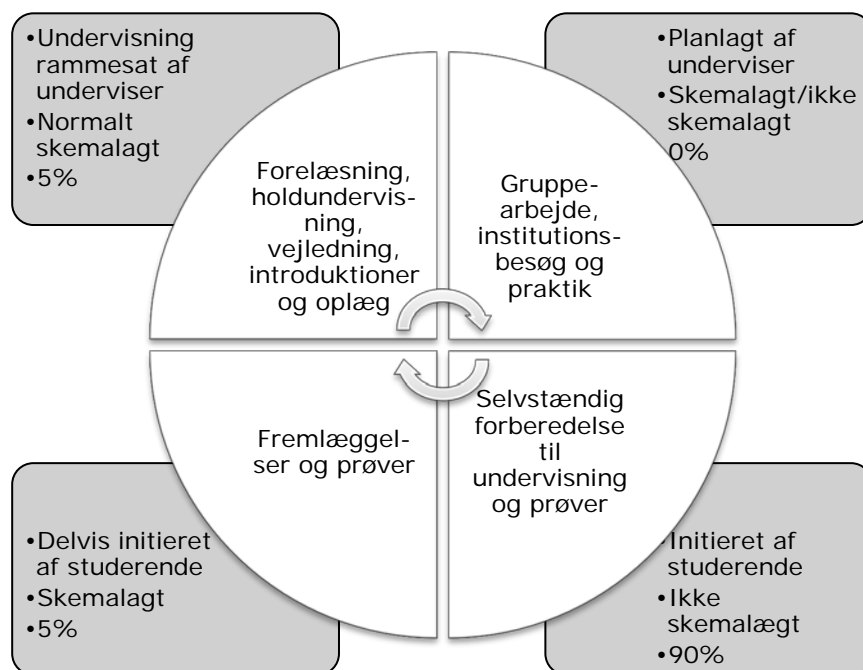 •Undervisning
rammesat af
underviser
•Normalt
skemalagt
•5%
•Planlagt af
underviser
•Skemalagt/ikke
skemalagt
0%
Forelæsning,
holdundervis-
ning,
vejledning,
introduktioner
og oplæg
Gruppe-
arbejde,
institutions-
besøg og
praktik
Fremlæggel-
ser og prøver
Selvstændig
forberedelse
til
undervisning
og prøver
•Delvis initieret
af studerende
•Skemalagt
•5%
•Initieret af
studerende
•Ikke
skemalægt
•90%